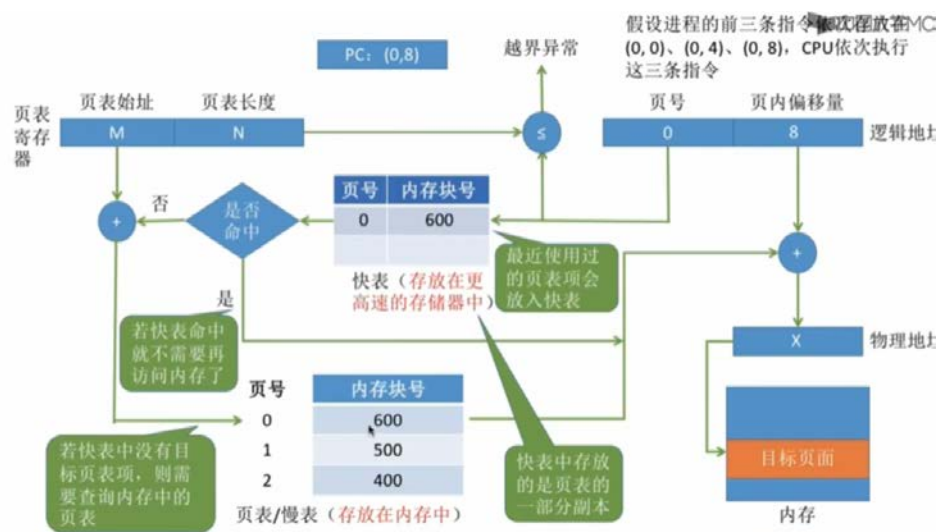 PC：(0,8)
越界异常
假设进程的前三条指令依次存放在
(0, 0)、(0, 4)、(0, 8)，CPU依次执行
这三条指令
页表始址
页表长度
页号
页内偏移量
页表
寄存
器
M
N
≤
0
8
逻辑地址
页号
内存块号
0
600
+
否
是否
命中
+
最近使用过
的页表项会
放入快表
快表（存放在更
高速的存储器中）
是
若快表命中
就不需要再
访问内存了
X
物理地址
页号
内存块号
0
600
1
500
2
400
目标页面
若快表中没有目
标页表项，则需
要查询内存中的
页表
快表中存放
的是页表的
一部分副本
页表/慢表（存放在内存中）
内存